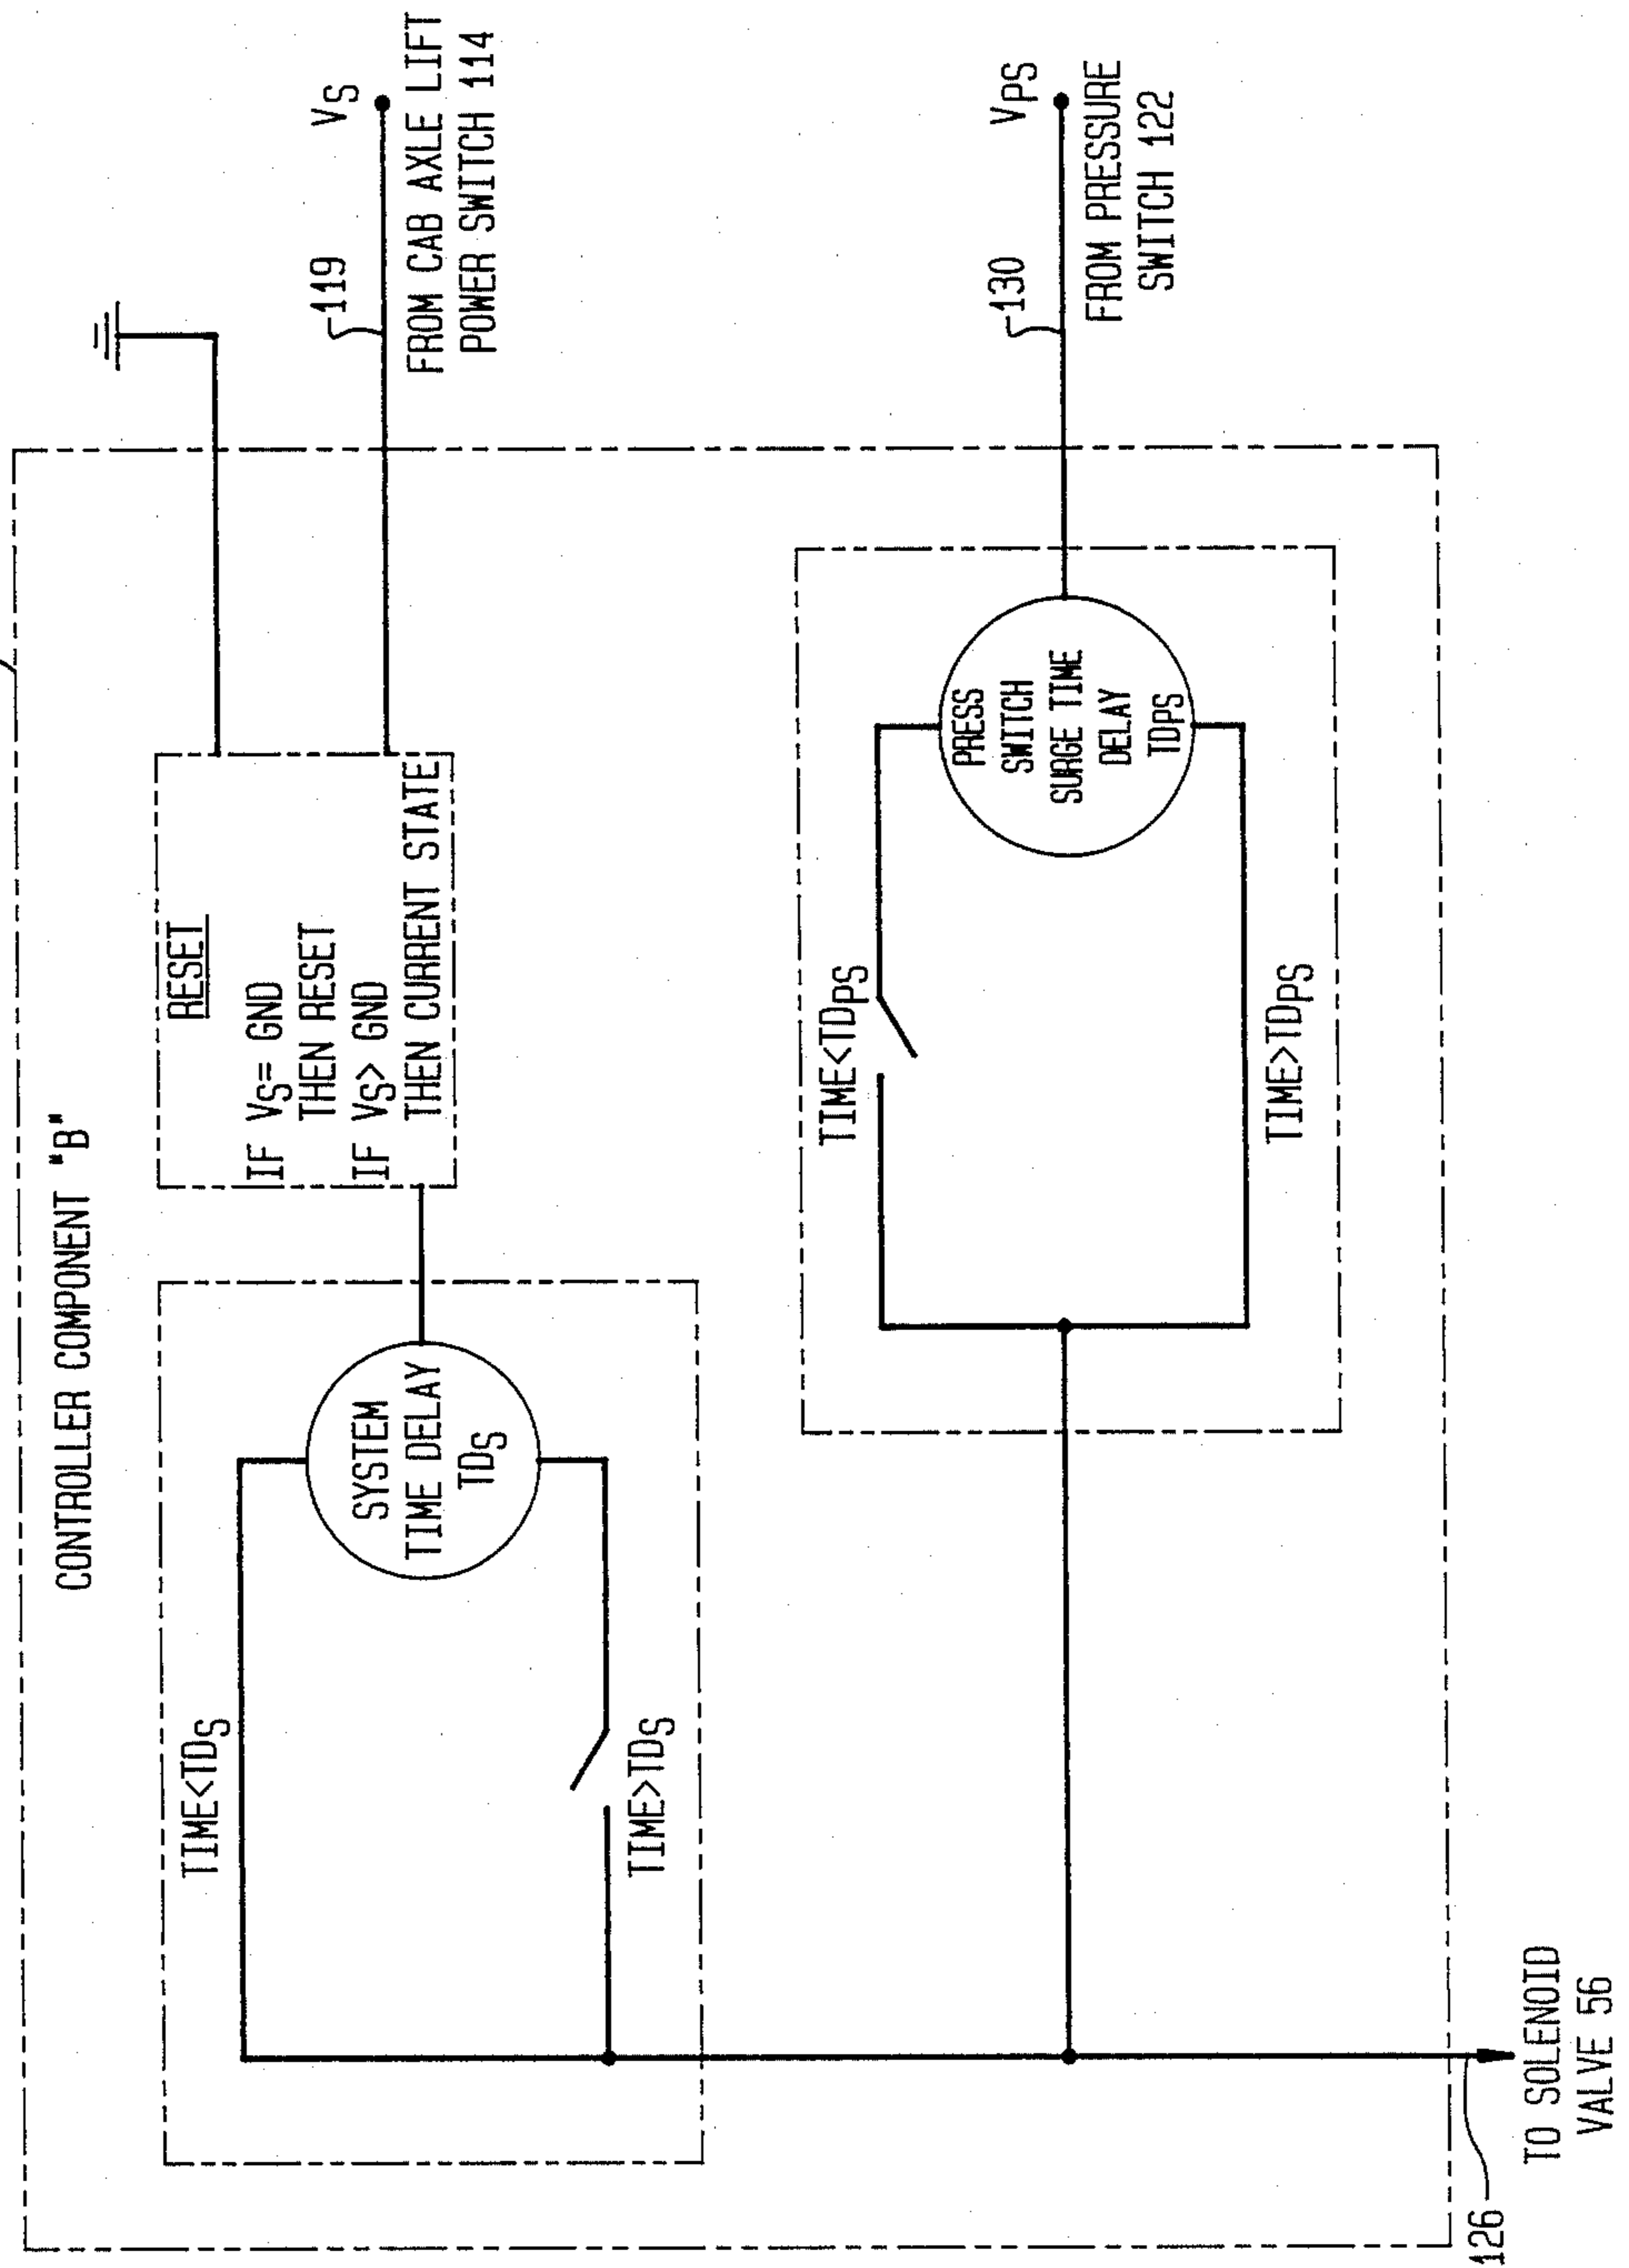 CONTROLLER COMPONENT "B"
TIME<TDS
SYSTEM
TIME DELAY
TDS
TIME>TDS
RESET
IF VS= GND
THEN RESET
IF VS> GND
THEN CURRENT STATE
119
VS
FROM CAB AXLE LIFT
POWER SWITCH 114
TIME<TDPS
PRESS
SWITCH
SURGE TIME
DELAY
TDPS
TIME>TDPS
130
VPS
FROM PRESSURE
SWITCH 122
126
TO SOLENOID
VALVE 56